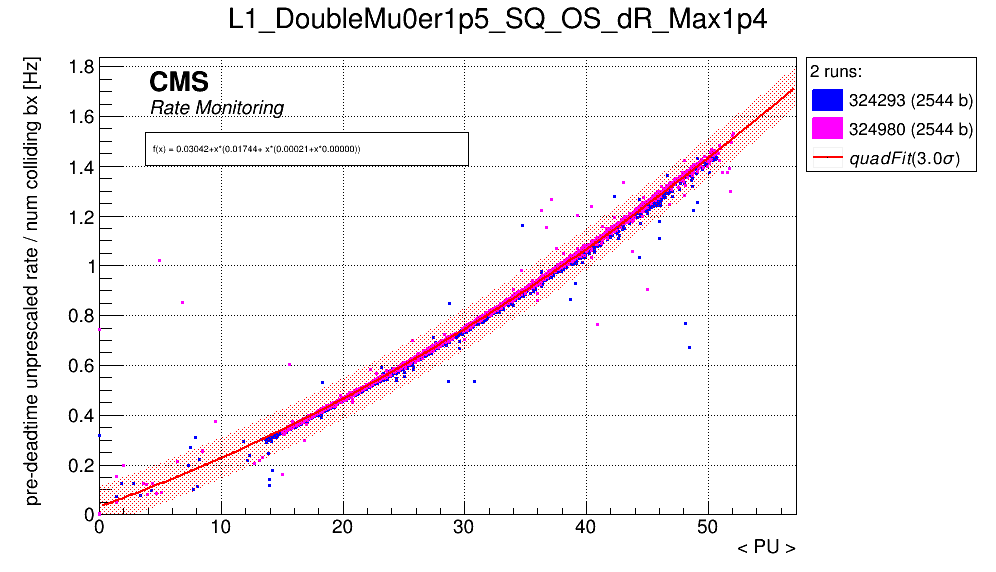 L1_DoubleMu0er1p5_SQ_OS_dR_Max1p4
pre-deadtime unprescaled rate / num colliding bx [Hz]
1.8
1.6
1.4
1.2
1
0.8
0.6
0.4
0.2
0
CMS
Rate Monitoring
f(x) = 0.03042+x*(0.01744+ x*(0.00021+x*0.00000))
2 runs:
324293 (2544 b)
324980 (2544 b)
quadFit(3.0σ)
0 10 20 30 40 50
< PU >